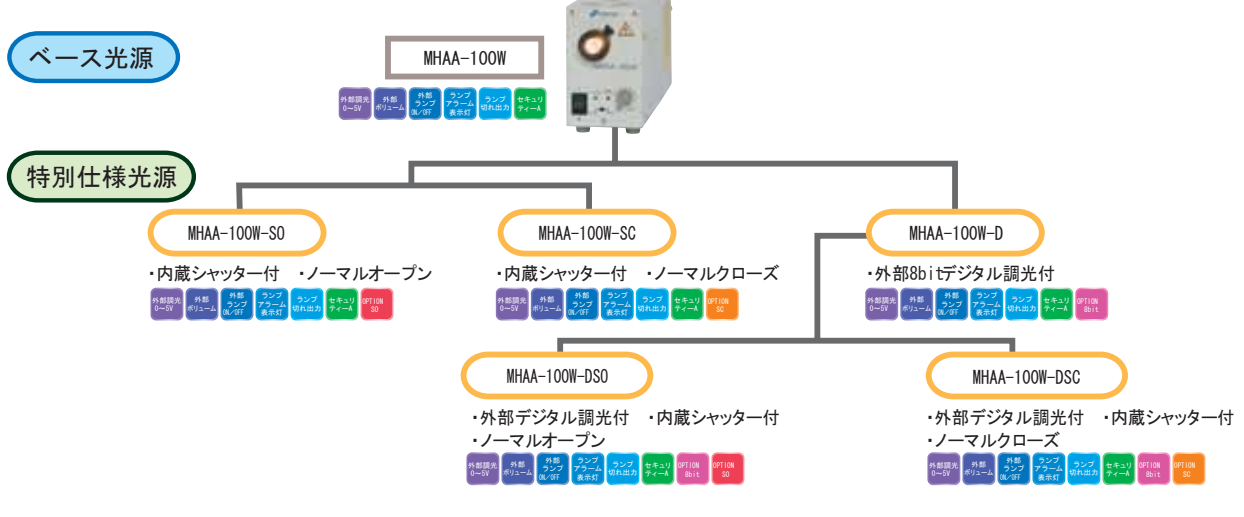 ベース光源
MHAA-100W
外部調光
0〜5V
外部
ボリューム
外部
ランプ
ON/OFF
ランプ
アラーム
表示灯
ランプ
切れ出力
セキュリ
ティーA
特別仕様光源
MHAA-100W-SO
・内蔵シャッター付 ・ノーマルオープン
外部調光
0〜5V
外部
ボリューム
外部
ランプ
ON/OFF
ランプ
アラーム
表示灯
ランプ
切れ出力
セキュリ
ティーA
OPTION
SO
MHAA-100W-SC
・内蔵シャッター付 ・ノーマルクローズ
外部調光
0〜5V
外部
ボリューム
外部
ランプ
ON/OFF
ランプ
アラーム
表示灯
ランプ
切れ出力
セキュリ
ティーA
OPTION
SC
MHAA-100W-D
・外部8bitデジタル調光付
外部調光
0〜5V
外部
ボリューム
外部
ランプ
ON/OFF
ランプ
アラーム
表示灯
ランプ
切れ出力
セキュリ
ティーA
OPTION
8bit
MHAA-100W-DSO
・外部デジタル調光付 ・内蔵シャッター付
・ノーマルオープン
外部調光
0〜5V
外部
ボリューム
外部
ランプ
ON/OFF
ランプ
アラーム
表示灯
ランプ
切れ出力
セキュリ
ティーA
OPTION
8bit
OPTION
SO
MHAA-100W-DSC
・外部デジタル調光付 ・内蔵シャッター付
・ノーマルクローズ
外部調光
0〜5V
外部
ボリューム
外部
ランプ
ON/OFF
ランプ
アラーム
表示灯
ランプ
切れ出力
セキュリ
ティーA
OPTION
8bit
OPTION
SC